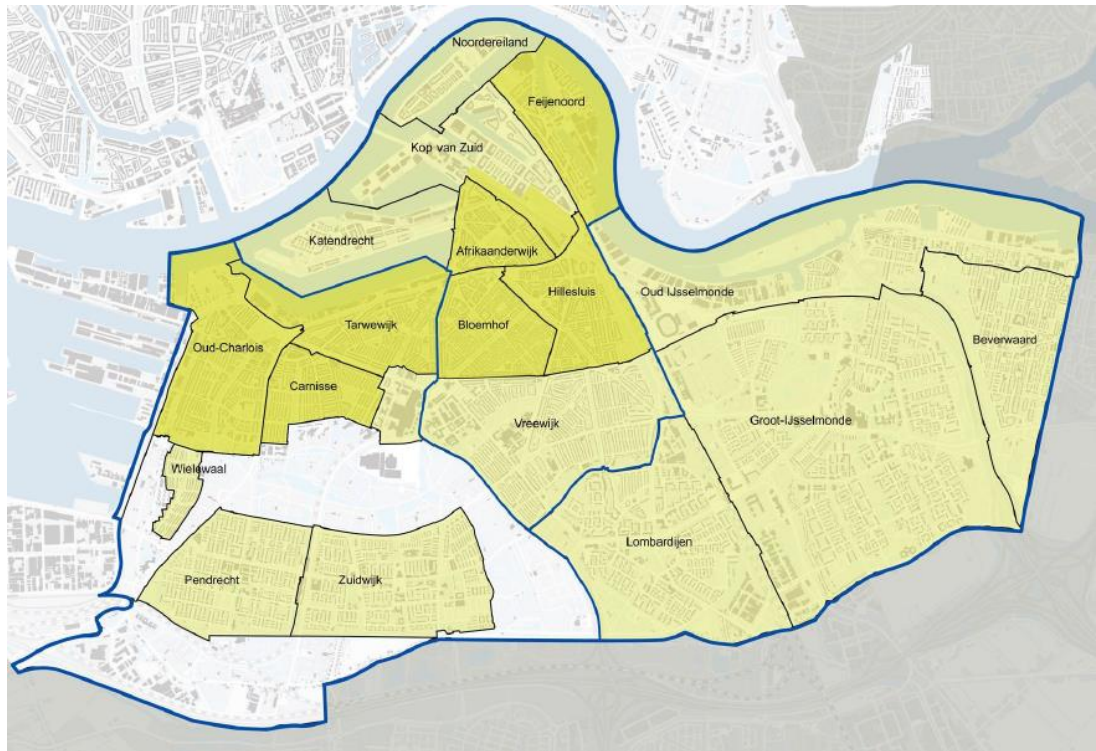 Noordereiland
Feijenoord
Kop van Zuid
Katendrecht
Afrikaanderwijk
Hillesluis
Oud IJsselmonde
Tarwewijk
Bloemhof
Oud-Charlois
Beverwaard
Carnisse
Vreewijk
Groot-IJsselmonde
Wielewaal
Lombardijen
Pendrecht
Zuidwijk